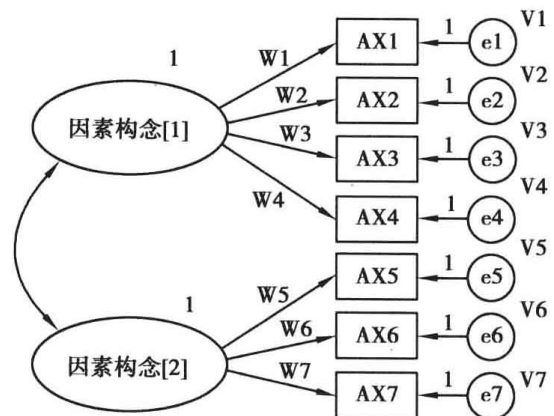 V1
1 W1 AX1 1 e1
V2
W2 AX2 1 e2
因素构念[1]
V3
W3 AX3 1 e3
V4
W4 AX4 1 e4
V5
1 W5 AX5 1 e5
V6
W6 AX6 1 e6
因素构念[2]
V7
W7 AX7 1 e7